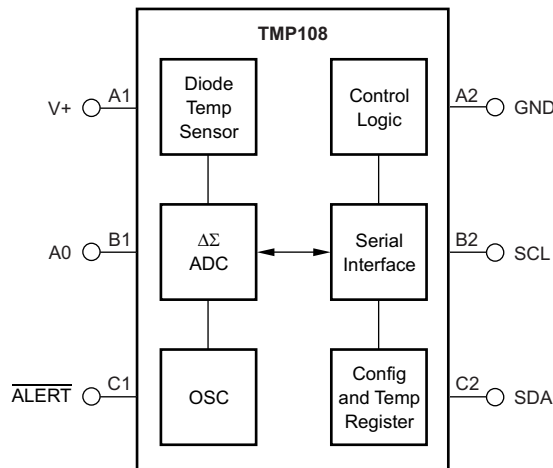 TMP108
Diode
Temp
Sensor
Control
Logic
V+
A1
A2
GND
ΔΣ
ADC
Serial
Interface
A0
B1
B2
SCL
OSC
Config
and Temp
Register
ALERT
C1
C2
SDA